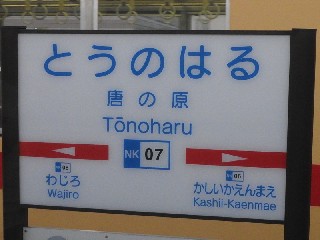 とうのはる
唐の原
Tōnoharu
NK 07
わじろ
Wajiro
かしいかえんまえ
Kashii-Kaenmae